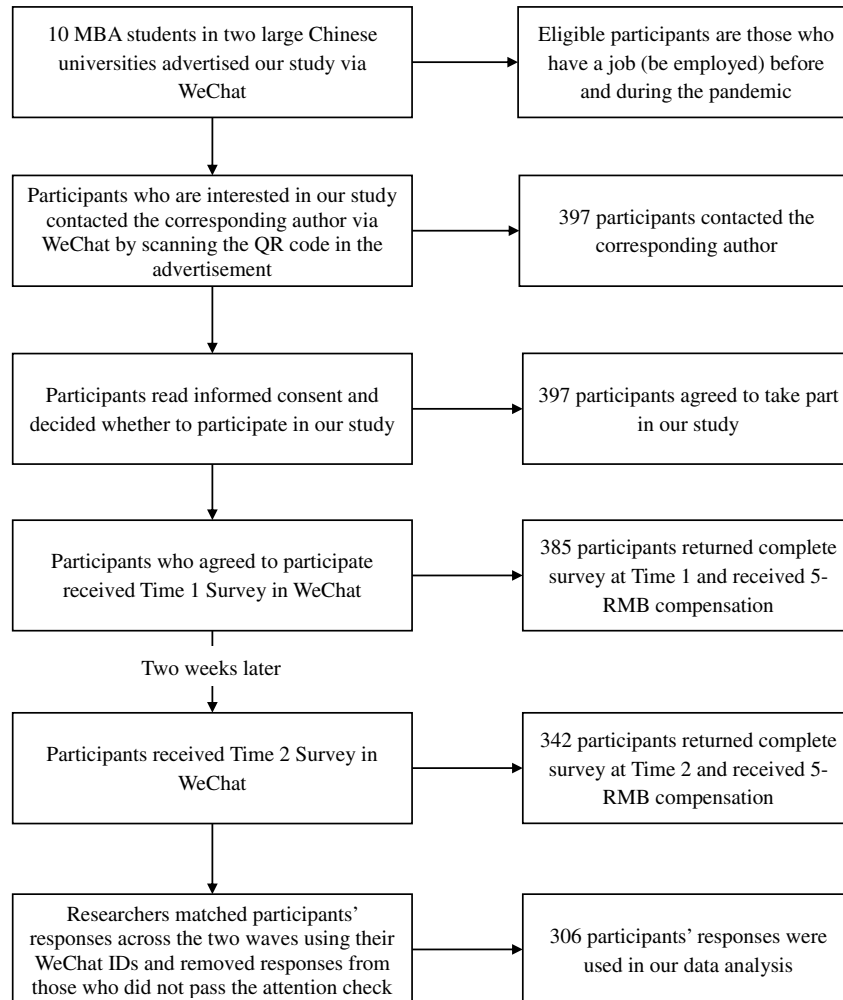 10 MBA students in two large Chinese
universities advertised our study via
WeChat
Eligible participants are those who
have a job (be employed) before
and during the pandemic
Participants who are interested in our study
contacted the corresponding author via
WeChat by scanning the QR code in the
advertisement
397 participants contacted the
corresponding author
Participants read informed consent and
decided whether to participate in our study
397 participants agreed to take part
in our study
Participants who agreed to participate
received Time 1 Survey in WeChat
385 participants returned complete
survey at Time 1 and received 5-
RMB compensation
Two weeks later
Participants received Time 2 Survey in
WeChat
342 participants returned complete
survey at Time 2 and received 5-
RMB compensation
Researchers matched participants’
responses across the two waves using their
WeChat IDs and removed responses from
those who did not pass the attention check
306 participants’ responses were
used in our data analysis